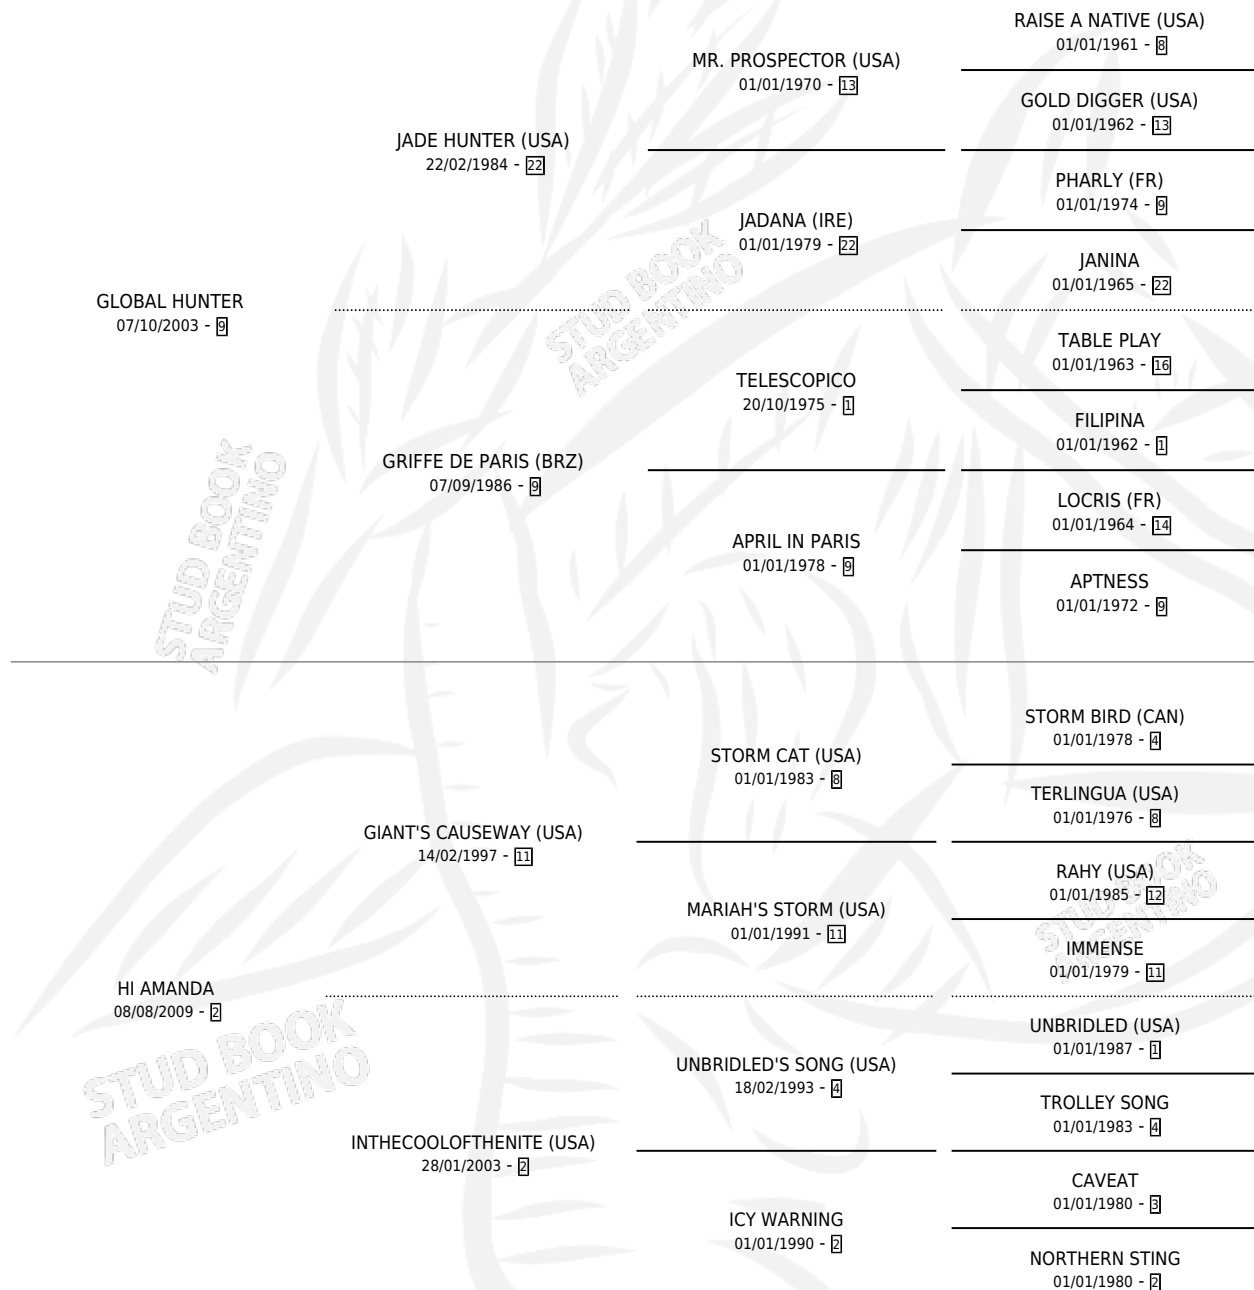 RAISE A NATIVE (USA)
01/01/1961 - 8
MR. PROSPECTOR (USA)
01/01/1970 - 13
GOLD DIGGER (USA)
01/01/1962 - 13
JADE HUNTER (USA)
22/02/1984 - 22
PHARLY (FR)
01/01/1974 - 9
JADANA (IRE)
01/01/1979 - 22
JANINA
01/01/1965 - 22
GLOBAL HUNTER
07/10/2003 - 9
TABLE PLAY
01/01/1963 - 16
TELESCOPICO
20/10/1975 - 1
FILIPINA
01/01/1962 - 1
GRIFFE DE PARIS (BRZ)
07/09/1986 - 9
LOCRIS (FR)
01/01/1964 - 14
APRIL IN PARIS
01/01/1978 - 9
APTNESS
01/01/1972 - 9
STORM BIRD (CAN)
01/01/1978 - 4
STORM CAT (USA)
01/01/1983 - 8
TERLINGUA (USA)
01/01/1976 - 8
GIANT'S CAUSEWAY (USA)
14/02/1997 - 11
RAHY (USA)
01/01/1985 - 12
MARIAH'S STORM (USA)
01/01/1991 - 11
IMMENSE
01/01/1979 - 11
HI AMANDA
08/08/2009 - 2
UNBRIDLED (USA)
01/01/1987 - 1
UNBRIDLED'S SONG (USA)
18/02/1993 - 4
TROLLEY SONG
01/01/1983 - 4
INTHECOOLOFTHENITE (USA)
28/01/2003 - 2
CAVEAT
01/01/1980 - 3
ICY WARNING
01/01/1990 - 2
NORTHERN STING
01/01/1980 - 2
STUD BOOK
ARGENTINO
STUD BOOK
ARGENTINO
STUD BOOK
ARGENTINO
STUD BOOK
ARGENTINO